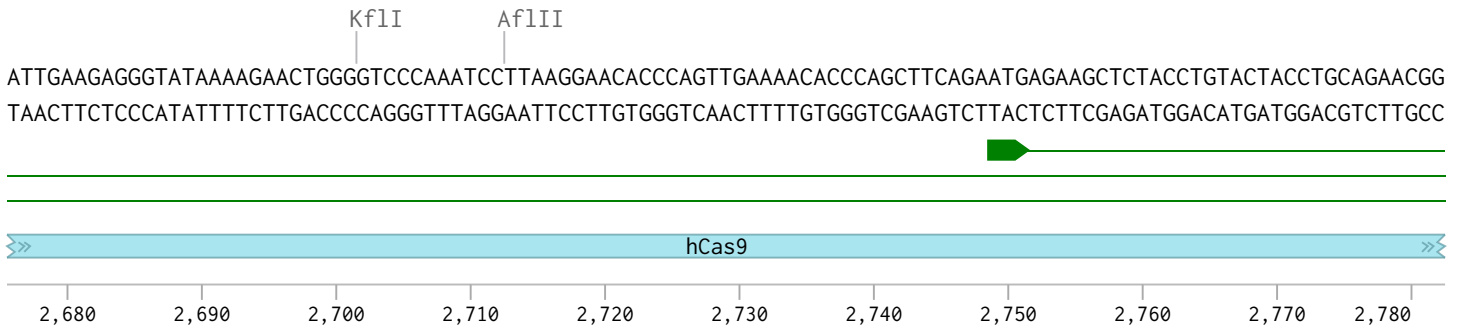 KflI AflII
ATTGAAGAGGGTATAAAAGAACTGGGGTCCCAAATCCTTAAGGAACACCCAGTTGAAAACACCCAGCTTCAGAATGAGAAGCTCTACCTGTACTACCTGCAGAACGG
TAACTTCTCCCATATTTTCTTGACCCCAGGGTTTAGGAATTCCTTGTGGGTCAACTTTTGTGGGTCGAAGTCTTACTCTTCGAGATGGACATGATGGACGTCTTGCC
hCas9
2,680 2,690 2,700 2,710 2,720 2,730 2,740 2,750 2,760 2,770 2,780